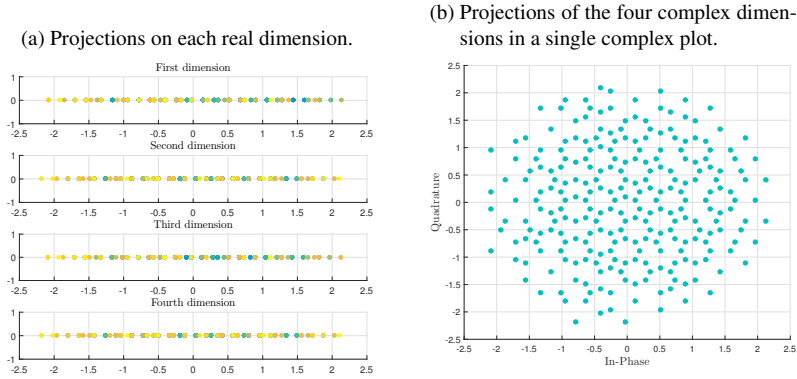 (a) Projections on each real dimension.
First dimension
1
0
-1
-2.5 -2 -1.5 -1 -0.5 0 0.5 1 1.5 2 2.5
Second dimension
1
0
-1
-2.5 -2 -1.5 -1 -0.5 0 0.5 1 1.5 2 2.5
Third dimension
1
0
-1
-2.5 -2 -1.5 -1 -0.5 0 0.5 1 1.5 2 2.5
Fourth dimension
1
0
-1
-2.5 -2 -1.5 -1 -0.5 0 0.5 1 1.5 2 2.5
(b) Projections of the four complex dimen-
sions in a single complex plot.
2.5
2
1.5
1
0.5
0
-0.5
-1
-1.5
-2
-2.5
Quadrature
-2.5 -2 -1.5 -1 -0.5 0 0.5 1 1.5 2 2.5
In-Phase